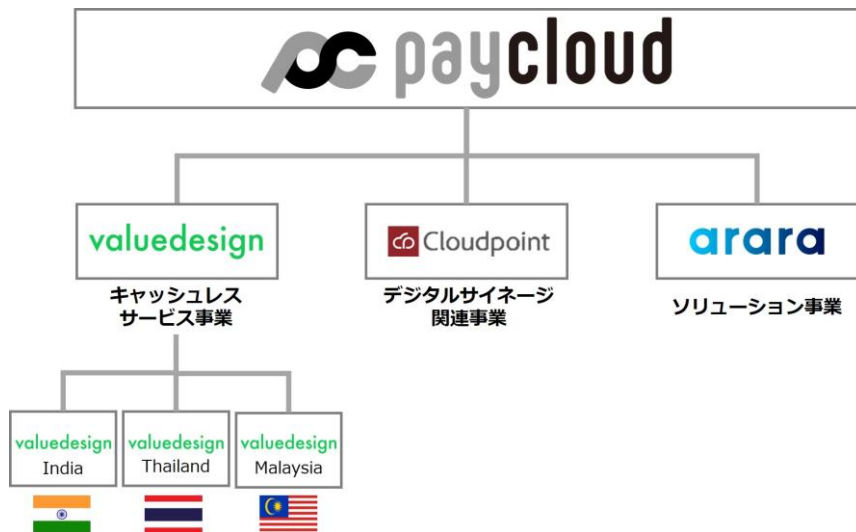 paycloud
valuedesign
Cloudpoint
arara
キャッシュレス
サービス事業
デジタルサイネージ
関連事業
ソリューション事業
valuedesign
India
valuedesign
Thailand
valuedesign
Malaysia